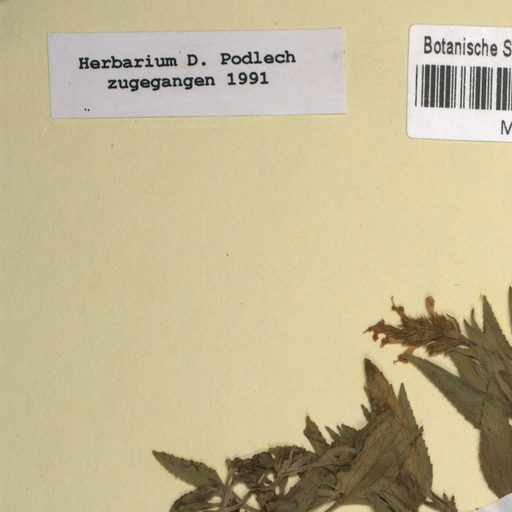 Herbarium D. Podlech
zugegangen 1991
Botanische S
M